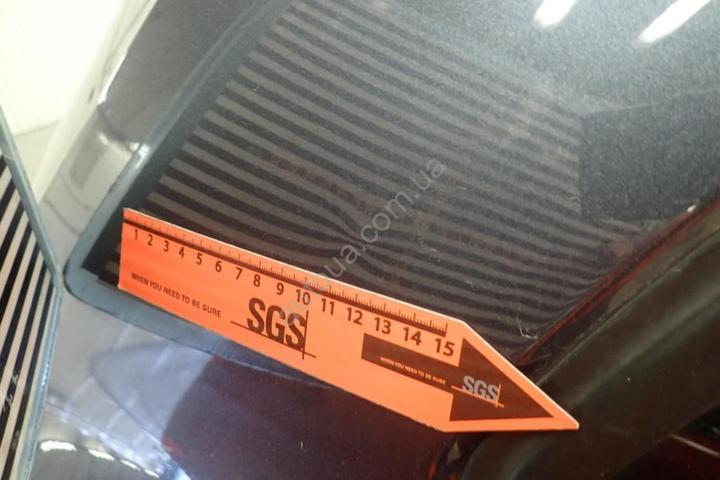 1 2 3 4 5 6 7 8 9 10 11 12 13 14 15
WHEN YOU NEED TO BE SURE
SGS
WHEN YOU NEED TO BE SURE
SGS